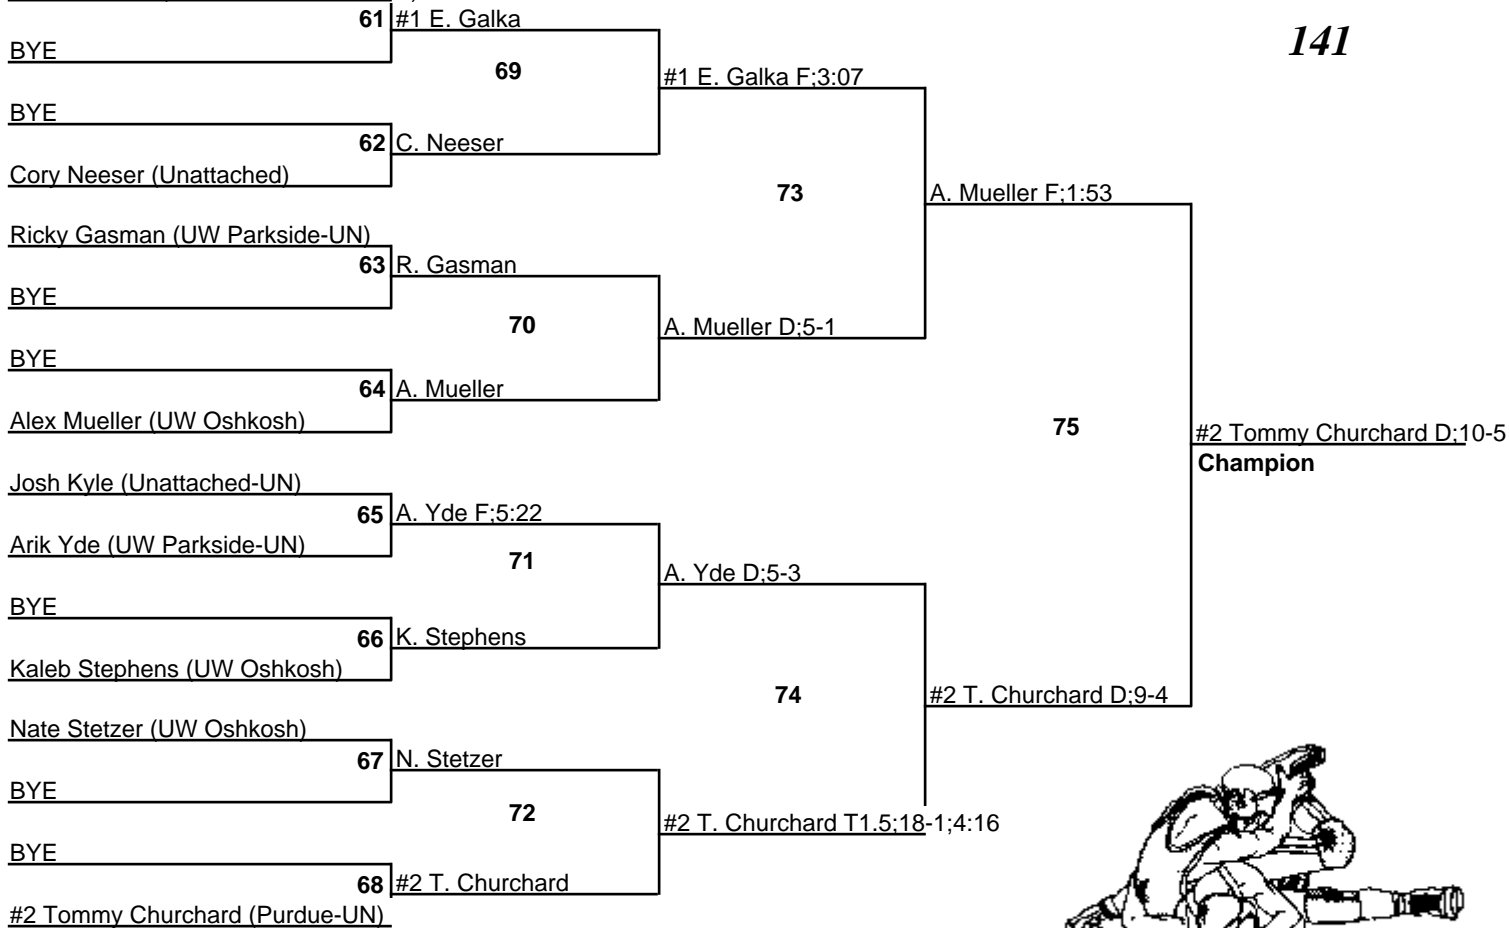 61 #1 E. Galka
141
BYE
69
#1 E. Galka F;3:07
BYE
62 C. Neeser
Cory Neeser (Unattached)
73
A. Mueller F;1:53
Ricky Gasman (UW Parkside-UN)
63 R. Gasman
BYE
70
A. Mueller D;5-1
BYE
64 A. Mueller
Alex Mueller (UW Oshkosh)
75
#2 Tommy Churchard D;10-5
Champion
Josh Kyle (Unattached-UN)
65 A. Yde F;5:22
Arik Yde (UW Parkside-UN)
71
A. Yde D;5-3
BYE
66 K. Stephens
Kaleb Stephens (UW Oshkosh)
74
#2 T. Churchard D;9-4
Nate Stetzer (UW Oshkosh)
67 N. Stetzer
BYE
72
#2 T. Churchard T1.5;18-1;4:16
BYE
68 #2 T. Churchard
#2 Tommy Churchard (Purdue-UN)